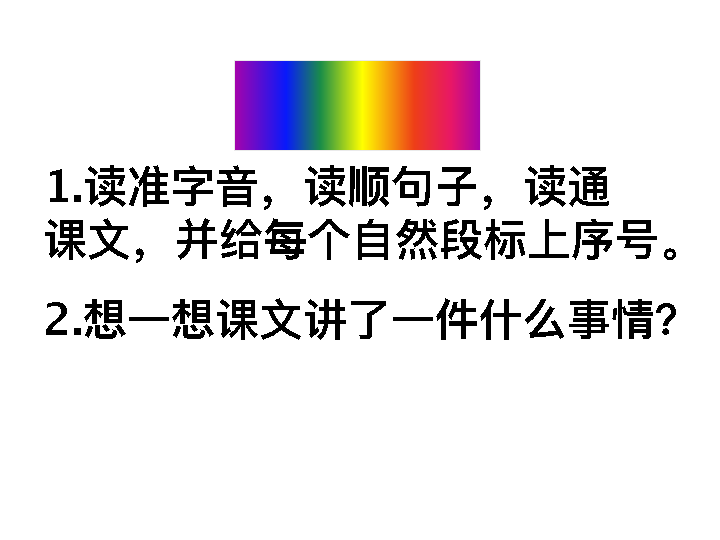 1.读准字音，读顺句子，读通
课文，并给每个自然段标上序号。
2.想一想课文讲了一件什么事情？